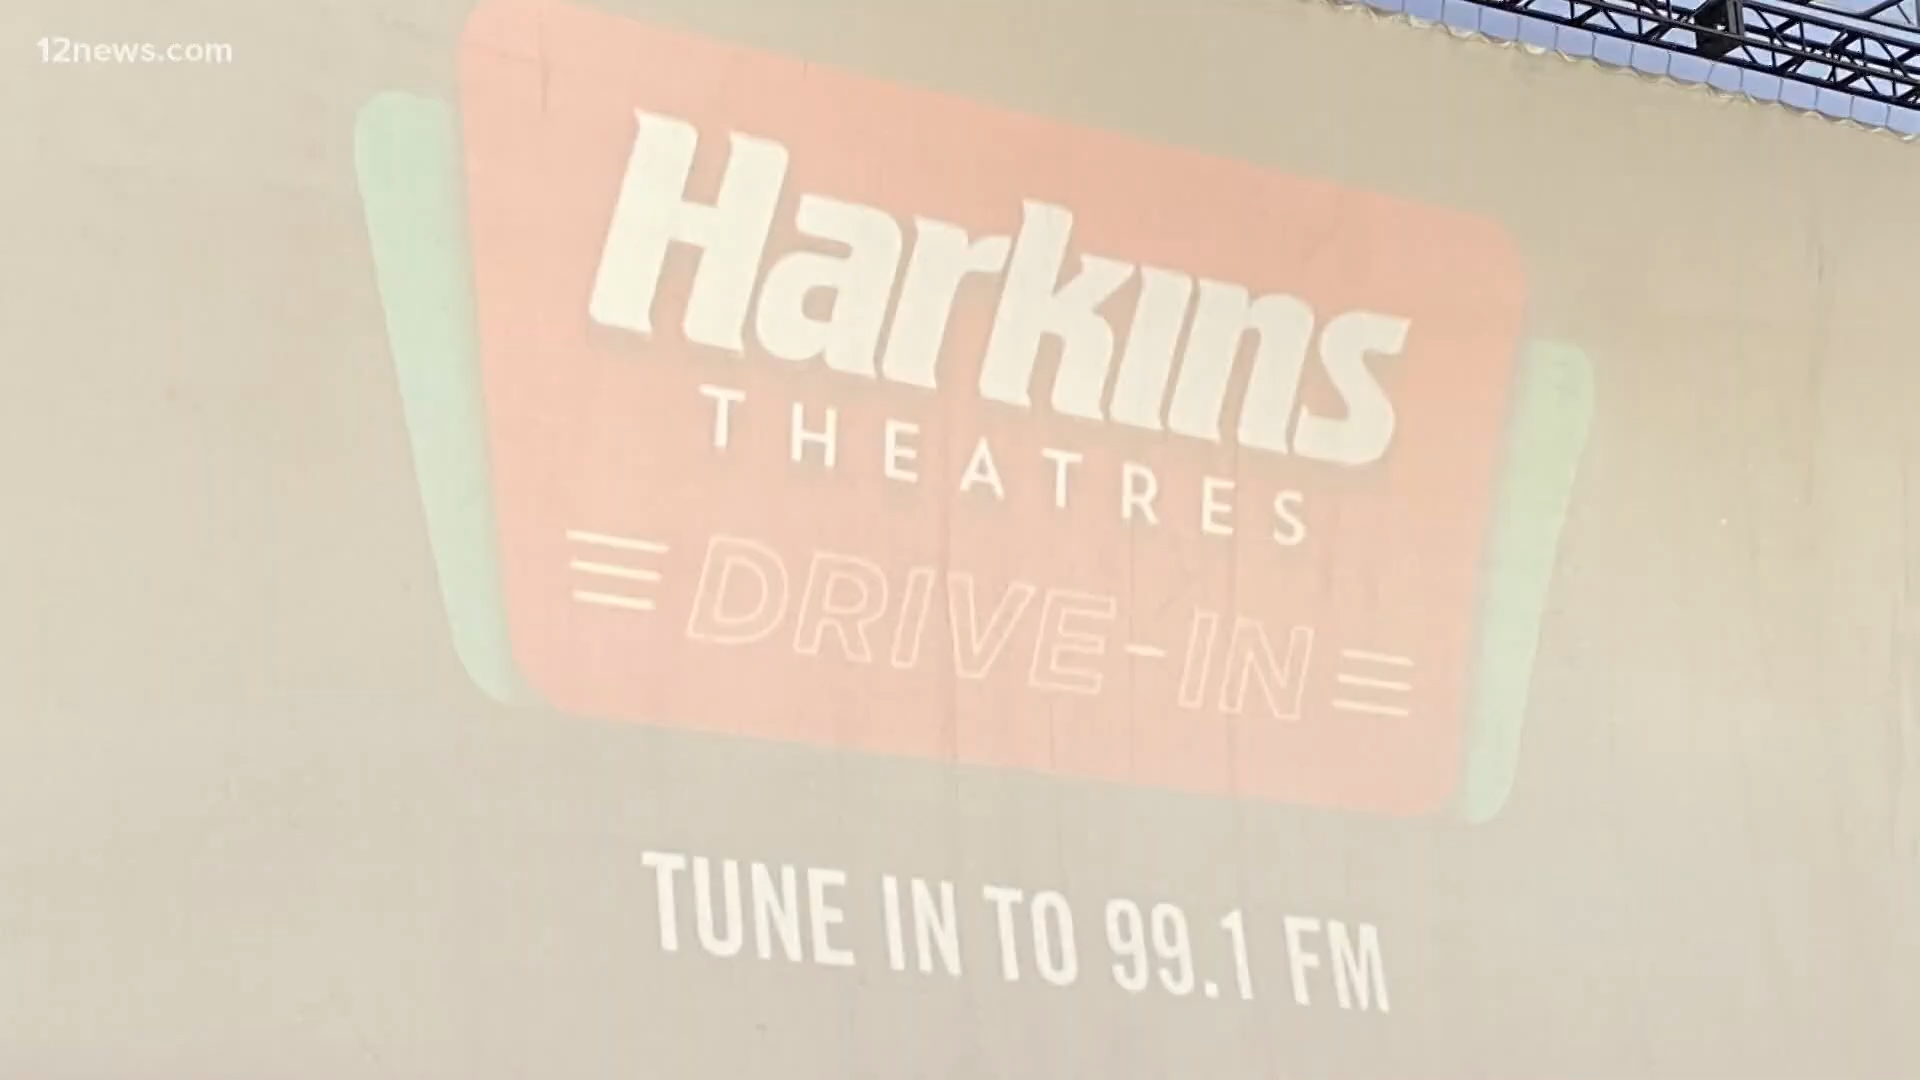 12news.com
Harkins
THEATRES
DRIVE-IN
TUNE IN TO 99.1 FM